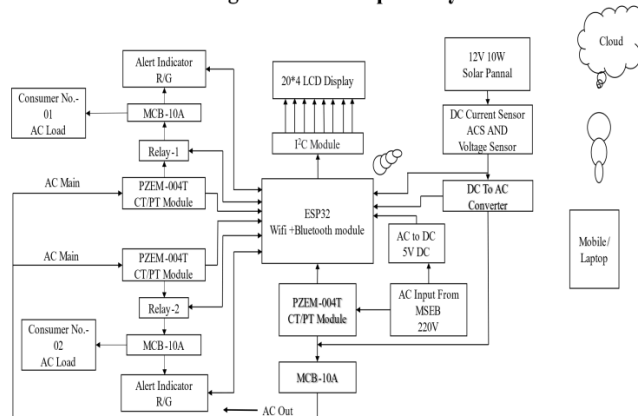 Alert Indicator
R/G
20*4 LCD Display
12V 10W
Solar Pannal
Cloud
Consumer No.-
01
AC Load
MCB-10A
DC Current Sensor
ACS AND
Voltage Sensor
Relay-1
I²C Module
AC Main
PZEM-004T
CT/PT Module
ESP32
Wifi +Bluetooth module
DC To AC
Converter
AC to DC
5V DC
Mobile/
Laptop
AC Main
PZEM-004T
CT/PT Module
Relay-2
PZEM-004T
CT/PT Module
AC Input From
MSEB
220V
Consumer No.-
02
AC Load
MCB-10A
MCB-10A
Alert Indicator
R/G
AC Out